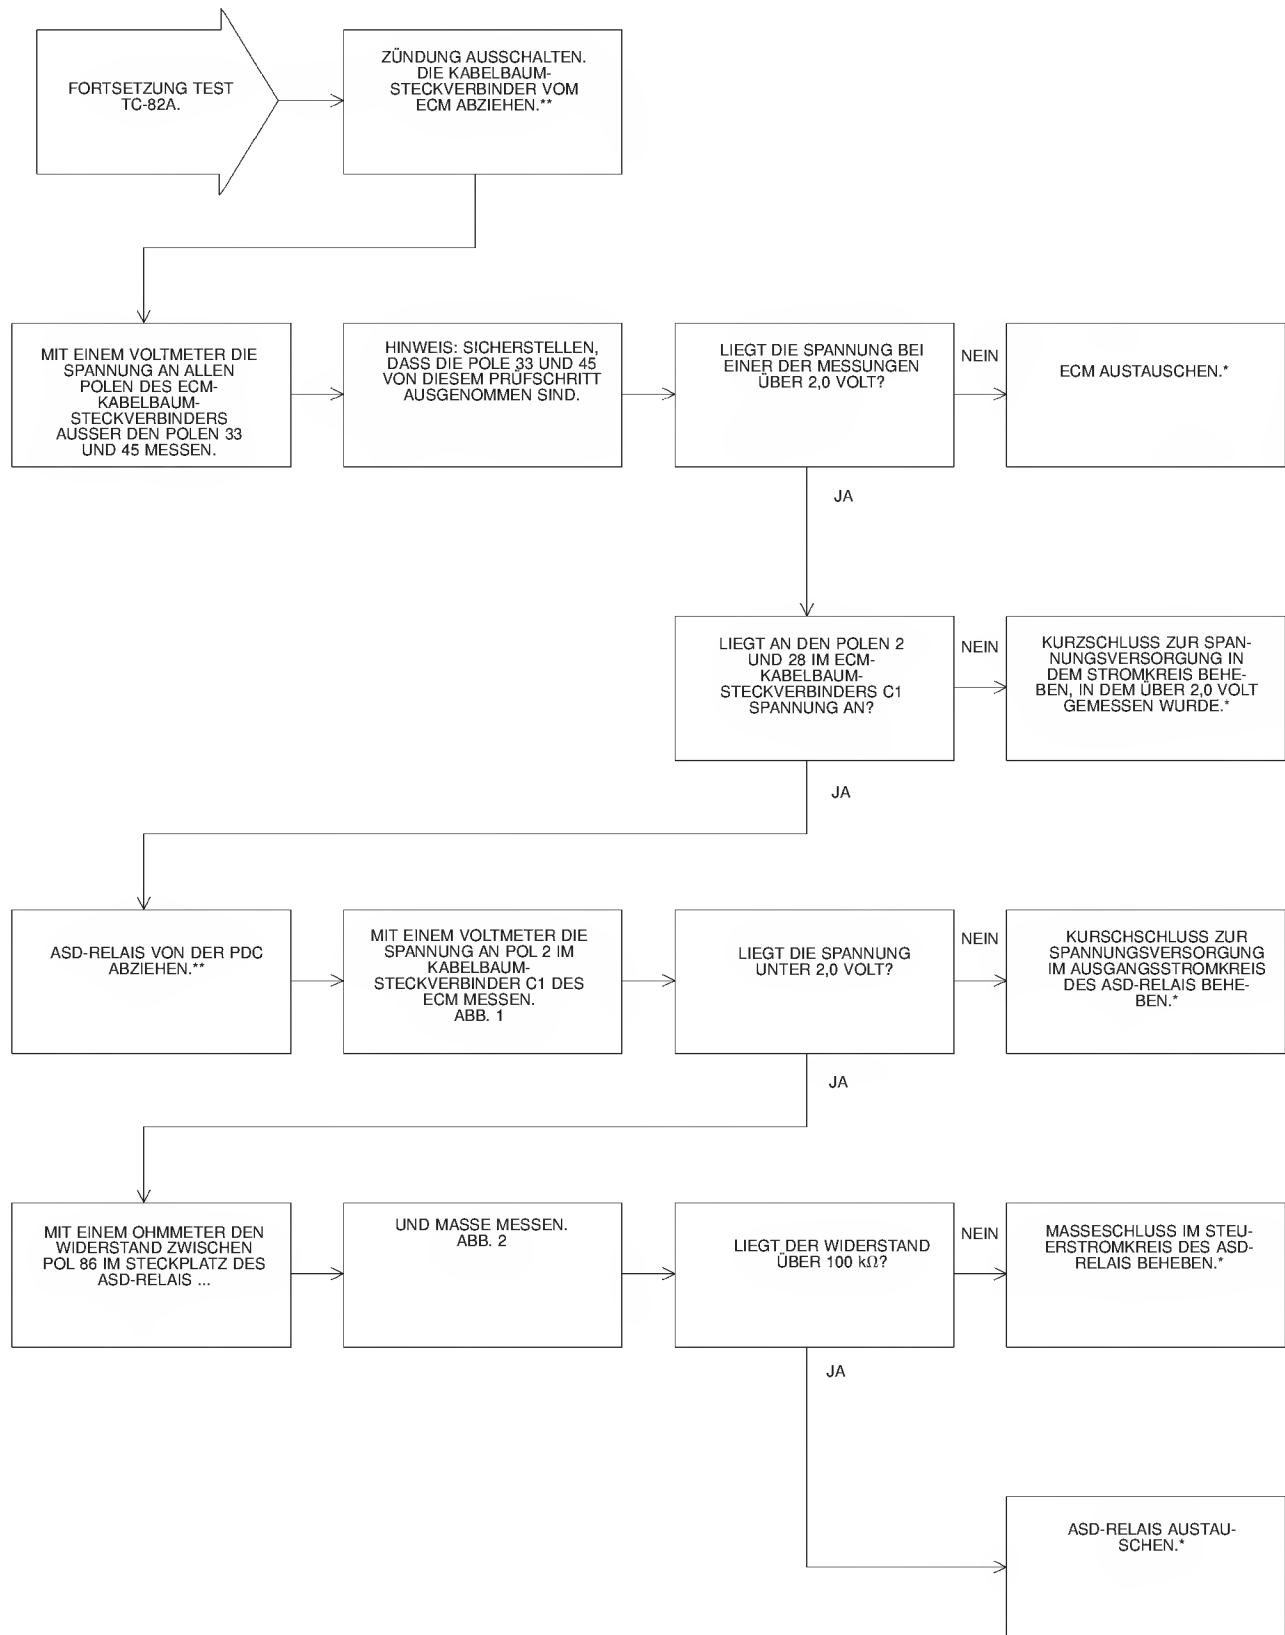 FORTSETZUNG TEST
TC-82A.
ZÜNDUNG AUSSCHALTEN.
DIE KABELBAUM-
STECKVERBINDER VOM
ECM ABZIEHEN.**
MIT EINEM VOLTMETER DIE
SPANNUNG AN ALLEN
POLEN DES ECM-
KABELBAUM-
STECKVERBINDERS
AUSSER DEN POLEN 33
UND 45 MESSEN.
HINWEIS: SICHERSTELLEN,
DASS DIE POLE 33 UND 45
VON DIESEM PRÜFSCHRITT
AUSGENOMMEN SIND.
LIEGT DIE SPANNUNG BEI
EINER DER MESSUNGEN
ÜBER 2,0 VOLT?
NEIN
ECM AUSTAUSCHEN.*
JA
LIEGT AN DEN POLEN 2
UND 28 IM ECM-
KABELBAUM-
STECKVERBINDERS C1
SPANNUNG AN?
NEIN
KURZSCHLUSS ZUR SPAN-
NUNGSVERSORGUNG IN
DEM STROMKREIS BEHE-
BEN, IN DEM ÜBER 2,0 VOLT
GEMESSEN WURDE.*
JA
ASD-RELAIS VON DER PDC
ABZIEHEN.**
MIT EINEM VOLTMETER DIE
SPANNUNG AN POL 2 IM
KABELBAUM-
STECKVERBINDER C1 DES
ECM MESSEN.
ABB. 1
LIEGT DIE SPANNUNG
UNTER 2,0 VOLT?
NEIN
KURSCHSCHLUSS ZUR
SPANNUNGSVERSORGUNG
IM AUSGANGSSTROMKREIS
DES ASD-RELAIS BEHE-
BEN.*
JA
MIT EINEM OHMMETER DEN
WIDERSTAND ZWISCHEN
POL 86 IM STECKPLATZ DES
ASD-RELAIS ...
UND MASSE MESSEN.
ABB. 2
LIEGT DER WIDERSTAND
ÜBER 100 kΩ?
NEIN
MASSESCHLUSS IM STEU-
ERSTROMKREIS DES ASD-
RELAIS BEHEBEN.*
JA
ASD-RELAIS AUSTAU-
SCHEN.*